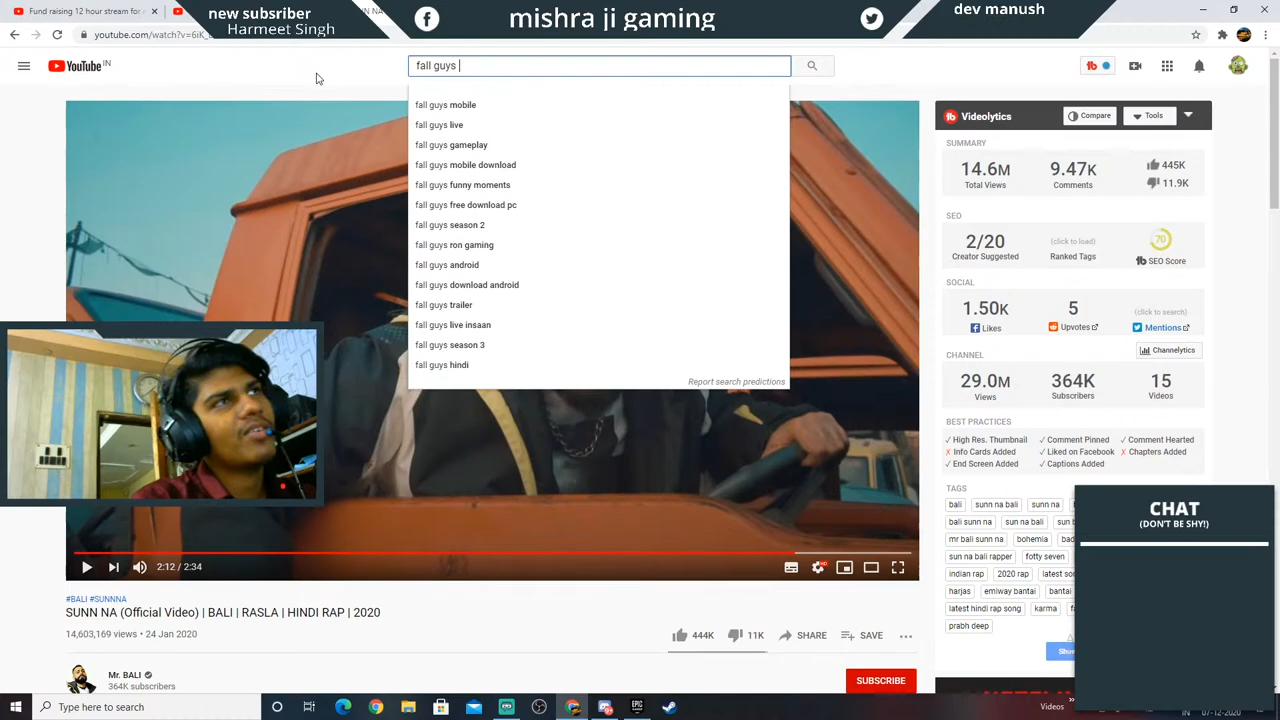 new subsriber
Harmeet Singh
mishra ji gaming
dev manush
Fund raising 12 hour stream for
youtube.com/watch?v=6iK_
YouTube IN
fall guys
fall guys mobile
fall guys live
fall guys gameplay
fall guys mobile download
fall guys funny moments
fall guys free download pc
fall guys season 2
fall guys ron gaming
fall guys android
fall guys download android
fall guys trailer
fall guys live insaan
fall guys season 3
fall guys hindi
Report search predictions
2:12 / 2:34
#BALI #SUNNA
SUNN NA (Official Video) | BALI | RASLA | HINDI RAP | 2020
14,603,169 views • 24 Jan 2020
444K
11K
SHARE
SAVE
Mr. BALI
364K subscribers
SUBSCRIBE
Videolytics
Compare
Tools
SUMMARY
14.6M
Total Views
9.47K
Comments
445K
11.9K
SEO
2/20
Creator Suggested
(click to load)
Ranked Tags
70
SEO Score
SOCIAL
1.50K
Likes
5
Upvotes
(click to search)
Mentions
Channelytics
CHANNEL
29.0M
Views
364K
Subscribers
15
Videos
BEST PRACTICES
✓ High Res. Thumbnail
✓ Comment Pinned
✓ Comment Hearted
✗ Info Cards Added
✓ Liked on Facebook
✗ Chapters Added
✓ End Screen Added
✓ Captions Added
TAGS
bali
sunn na bali
sunn na
bali sunn na
sun na bali
mr bali sunn na
bohemia
sun na bali rapper
fotty seven
indian rap
2020 rap
harjas
emiway bantai
bantai
latest hindi rap song
karma
prabh deep
CHAT
(DON'T BE SHY!)
Type here to search
Videos
IN
07-12-2020